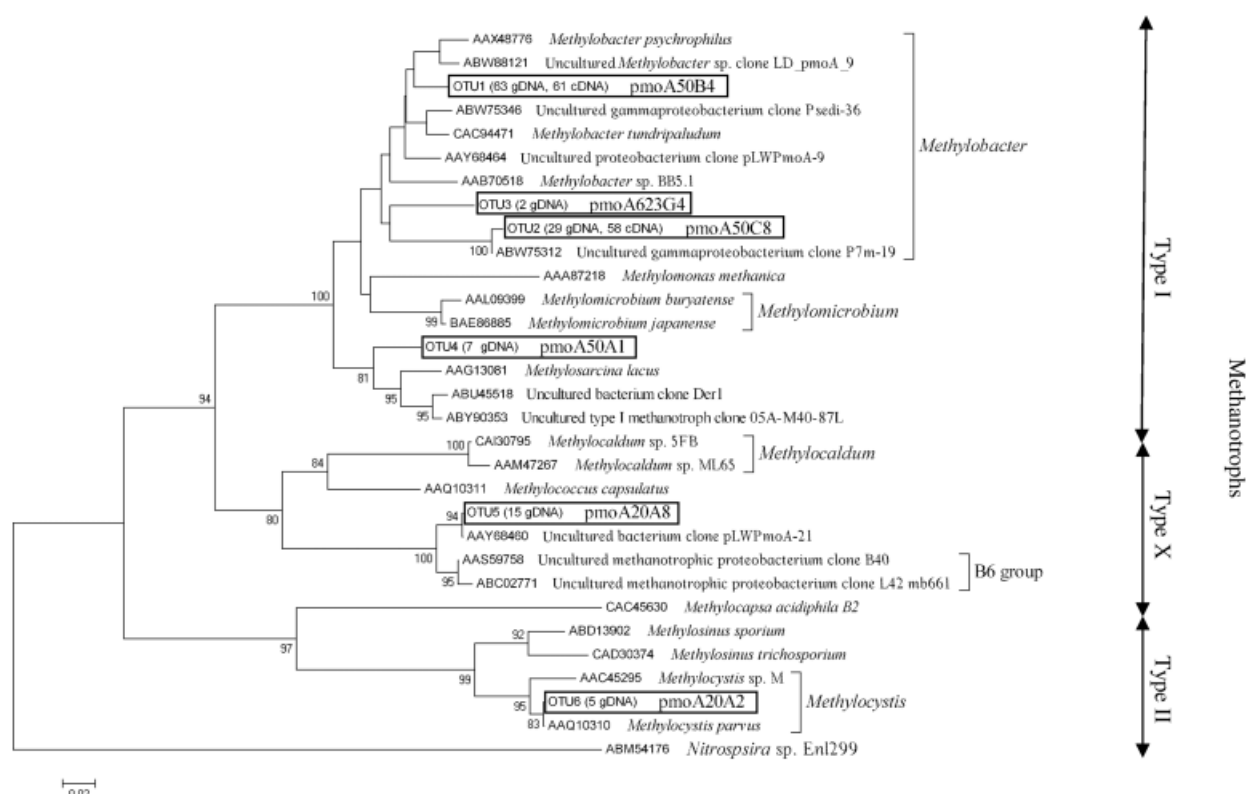 AAX48776 Methylobacter psychrophilus
ABW88121 Uncultured Methylobacter sp. clone LD_pmoA_9
OTU1 (63 gDNA, 61 cDNA) pmoA50B4
ABW75346 Uncultured gammaproteobacterium clone Psedi-36
CAC94471 Methylobacter tundripaludum
Methylobacter
AAY68464 Uncultured proteobacterium clone pLWPmoA-9
AAB70518 Methylobacter sp. BB5.1
OTU3 (2 gDNA) pmoA623G4
OTU2 (29 gDNA, 58 cDNA) pmoA50C8
100 ABW75312 Uncultured gammaproteobacterium clone P7m-19
Type I
AAA87218 Methylomonas methanica
100
AAL09399 Methylomicrobium buryatense
Methylomicrobium
99 BAE86885 Methylomicrobium japanense
OTU4 (7 gDNA) pmoA50A1
81
AAG13081 Methylosarcina lacus
95
ABU45518 Uncultured bacterium clone Der1
94
95 ABY90353 Uncultured type I methanotroph clone 05A-M40-87L
Methanotrophs
100 CAI30795 Methylocaldum sp. 5FB
Methylocaldum
84
AAM47267 Methylocaldum sp. ML65
AAQ10311 Methylococcus capsulatus
80
94 OTU5 (15 gDNA) pmoA20A8
Type X
AAY68460 Uncultured bacterium clone pLWPmoA-21
100
AAS59758 Uncultured methanotrophic proteobacterium clone B40
B6 group
95 ABC02771 Uncultured methanotrophic proteobacterium clone L42 mb661
CAC45630 Methylocapsa acidiphila B2
92 ABD13902 Methylosinus sporium
97
CAD30374 Methylosinus trichosporium
99
AAC45295 Methylocystis sp. M
Type II
95 OTU6 (5 gDNA) pmoA20A2
Methylocystis
83 AAQ10310 Methylocystis parvus
ABM54176 Nitrospsira sp. Enl299